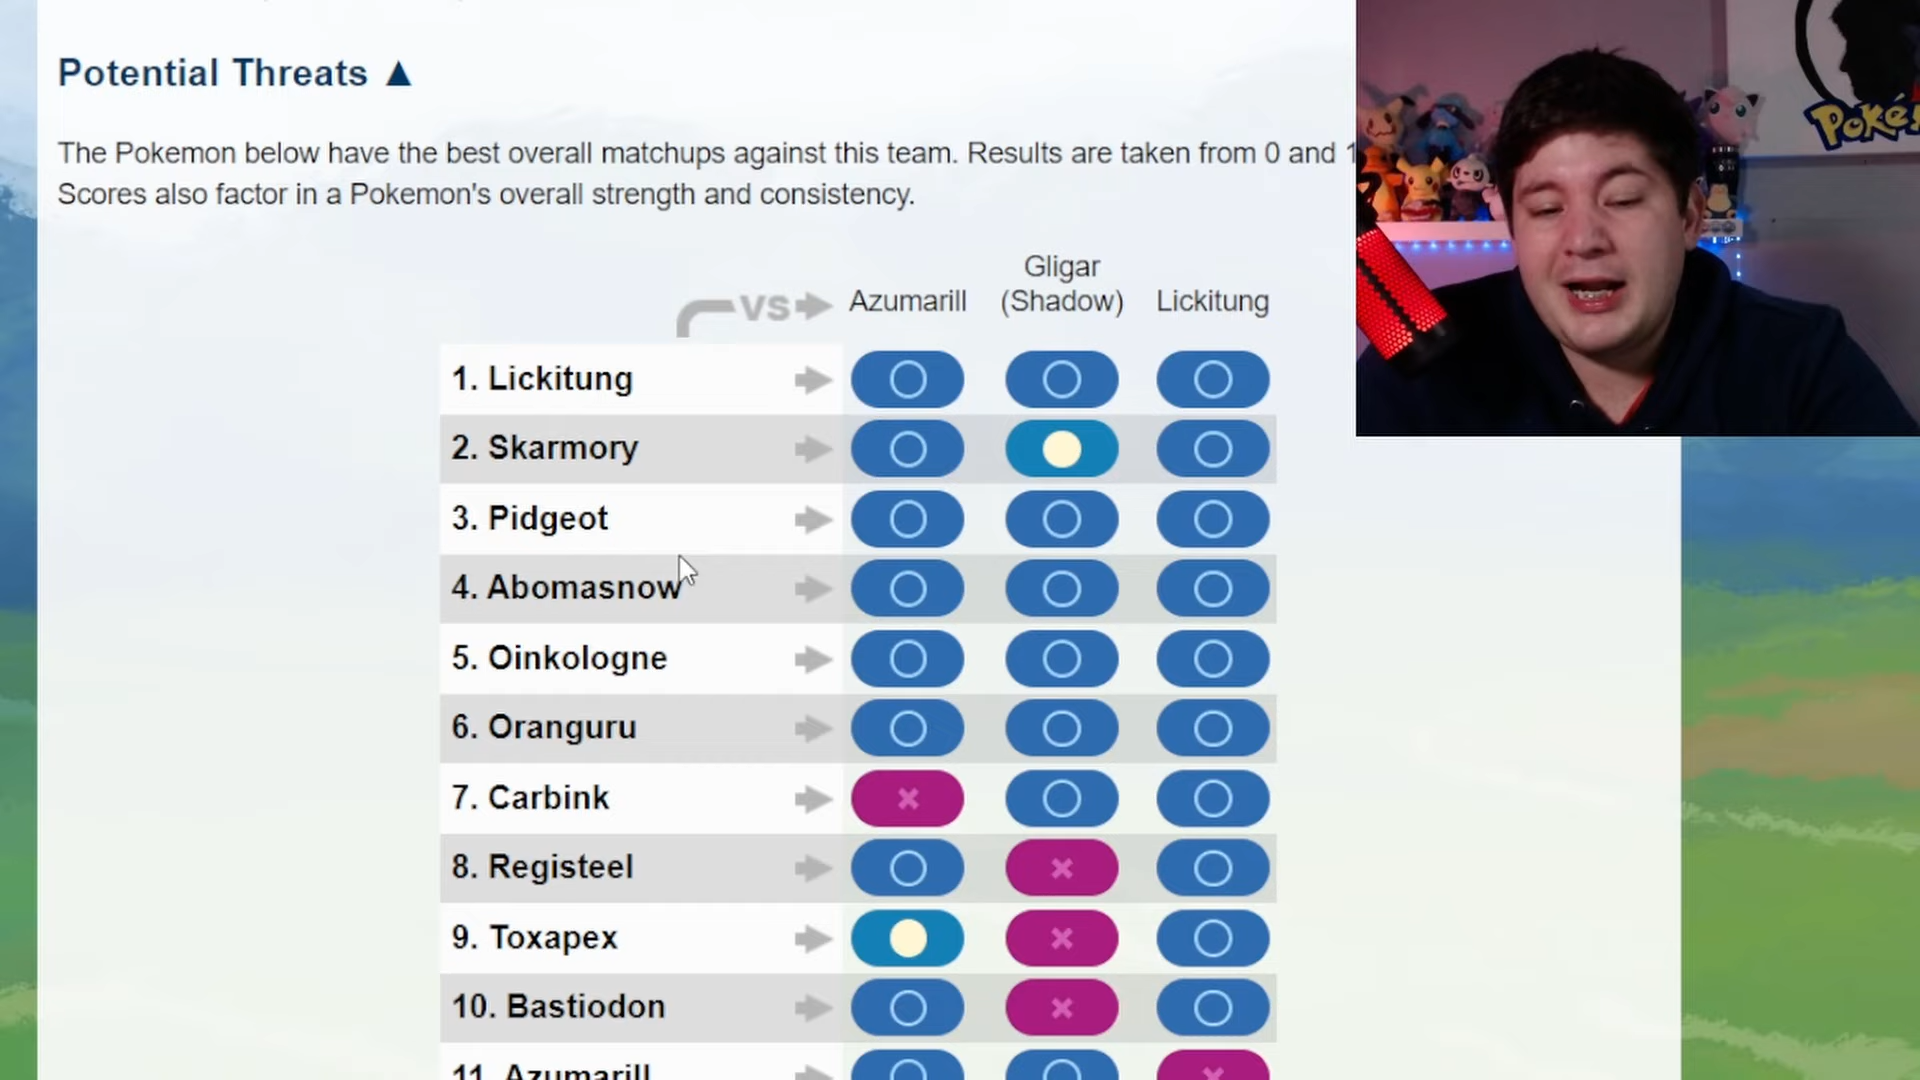 Potential Threats ▲
The Pokemon below have the best overall matchups against this team. Results are taken from 0 and 1
Scores also factor in a Pokemon's overall strength and consistency.
VS
Azumarill
Gligar
(Shadow)
Lickitung
1. Lickitung
2. Skarmory
3. Pidgeot
4. Abomasnow
5. Oinkologne
6. Oranguru
7. Carbink
8. Registeel
9. Toxapex
10. Bastiodon
11. Azumarill
Poké